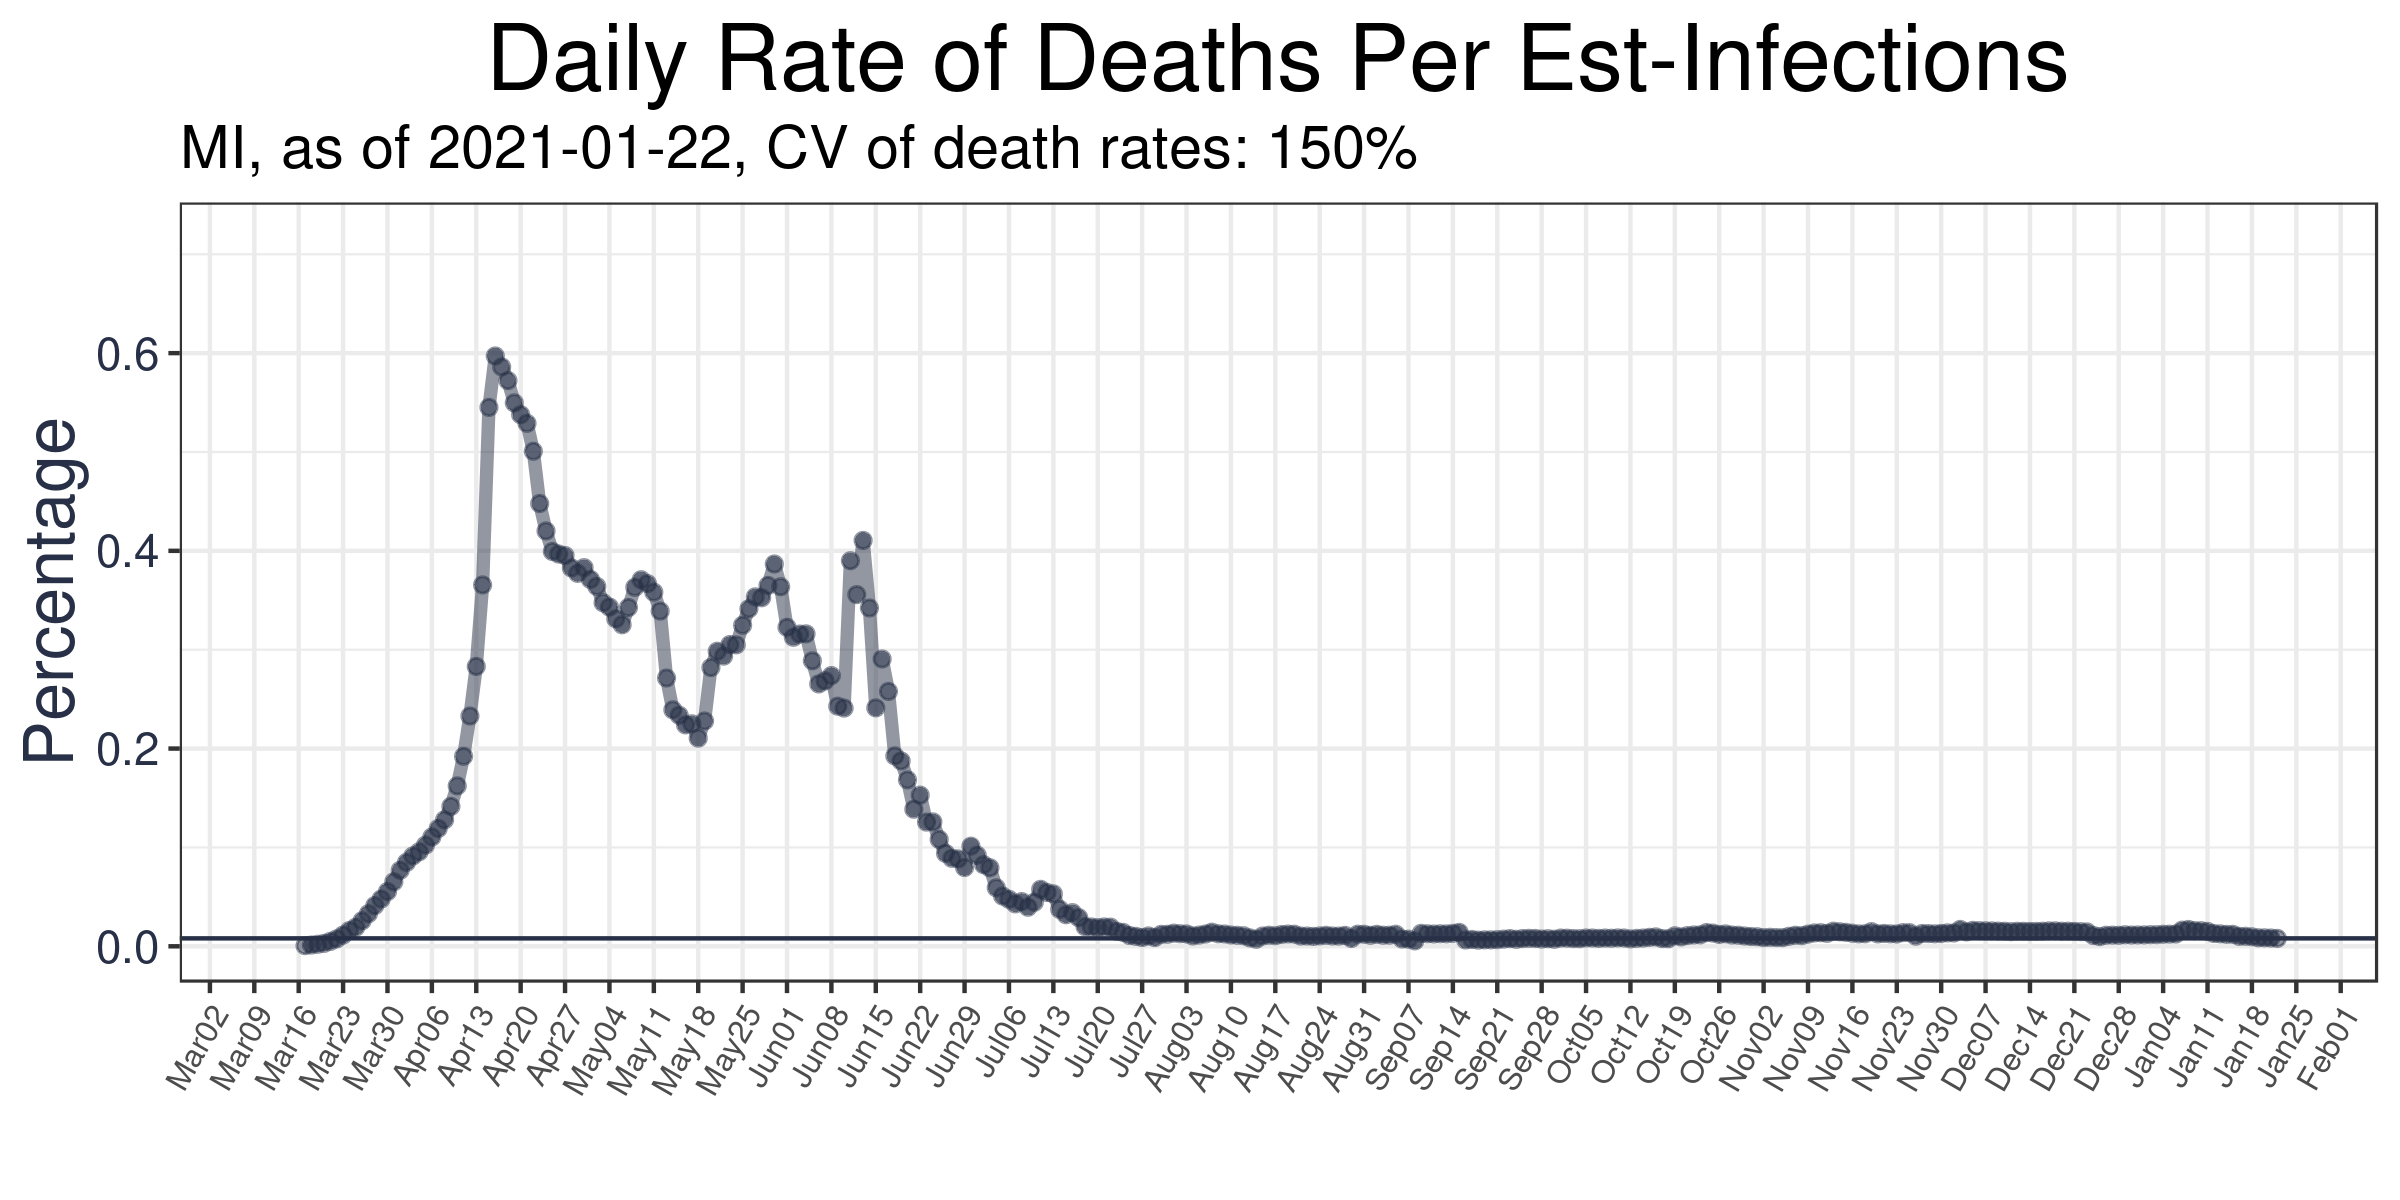 Daily Rate of Deaths Per Est-Infections
MI, as of 2021-01-22, CV of death rates: 150%
Percentage
0.6
0.4
0.2
0.0
Mar02
Mar09
Mar16
Mar23
Mar30
Apr06
Apr13
Apr20
Apr27
May04
May11
May18
May25
Jun01
Jun08
Jun15
Jun22
Jun29
Jul06
Jul13
Jul20
Jul27
Aug03
Aug10
Aug17
Aug24
Aug31
Sep07
Sep14
Sep21
Sep28
Oct05
Oct12
Oct19
Oct26
Nov02
Nov09
Nov16
Nov23
Nov30
Dec07
Dec14
Dec21
Dec28
Jan04
Jan11
Jan18
Jan25
Feb01